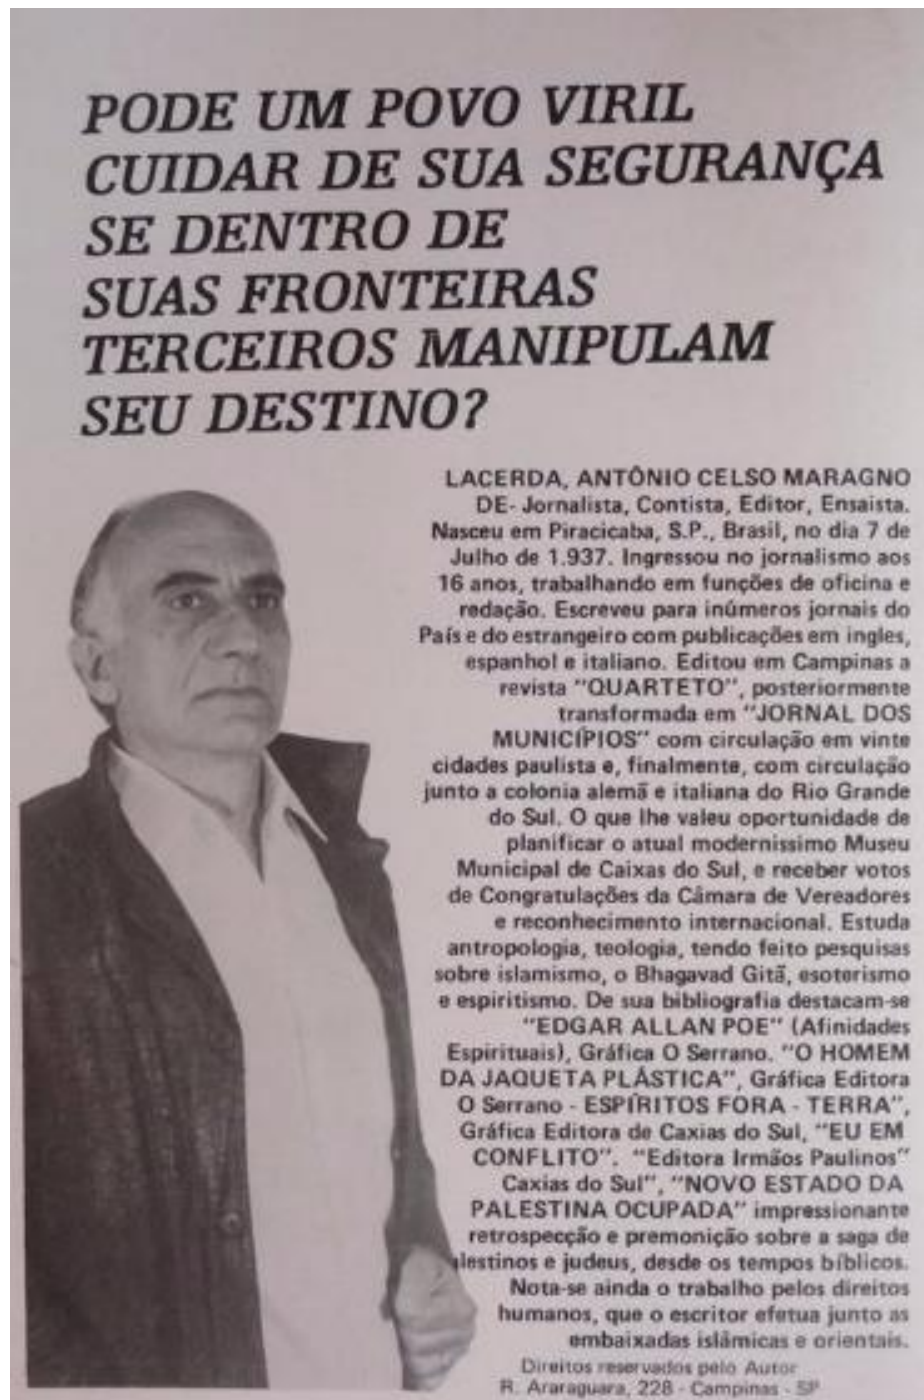 PODE UM POVO VIRIL
CUIDAR DE SUA SEGURANÇA
SE DENTRO DE
SUAS FRONTEIRAS
TERCEIROS MANIPULAM
SEU DESTINO?
LACERDA, ANTÔNIO CELSO MARAGNO
DE- Jornalista, Contista, Editor, Ensaista.
Nasceu em Piracicaba, S.P., Brasil, no dia 7 de
Julho de 1.937. Ingressou no jornalismo aos
16 anos, trabalhando em funções de oficina e
redação. Escreveu para inúmeros jornais do
País e do estrangeiro com publicações em ingles,
espanhol e italiano. Editou em Campinas a
revista "QUARTETO", posteriormente
transformada em "JORNAL DOS
MUNICÍPIOS" com circulação em vinte
cidades paulista e, finalmente, com circulação
junto a colonia alemã e italiana do Rio Grande
do Sul. O que lhe valeu oportunidade de
planificar o atual modernissimo Museu
Municipal de Caixas do Sul, e receber votos
de Congratulações da Câmara de Vereadores
e reconhecimento internacional. Estuda
antropologia, teologia, tendo feito pesquisas
sobre islamismo, o Bhagavad Gitã, esoterismo
e espiritismo. De sua bibliografia destacam-se
"EDGAR ALLAN POE" (Afinidades
Espirituais), Gráfica O Serrano. "O HOMEM
DA JAQUETA PLÁSTICA", Gráfica Editora
O Serrano - ESPÍRITOS FORA - TERRA",
Gráfica Editora de Caxias do Sul, "EU EM
CONFLITO". "Editora Irmãos Paulinos"
Caxias do Sul", "NOVO ESTADO DA
PALESTINA OCUPADA" impressionante
retrospecção e premonição sobre a saga de
alestinos e judeus, desde os tempos bíblicos.
Nota-se ainda o trabalho pelos direitos
humanos, que o escritor efetua junto as
embaixadas islâmicas e orientais.
Direitos reservados pelo Autor
R. Araraguara, 228 - Campinas - SP